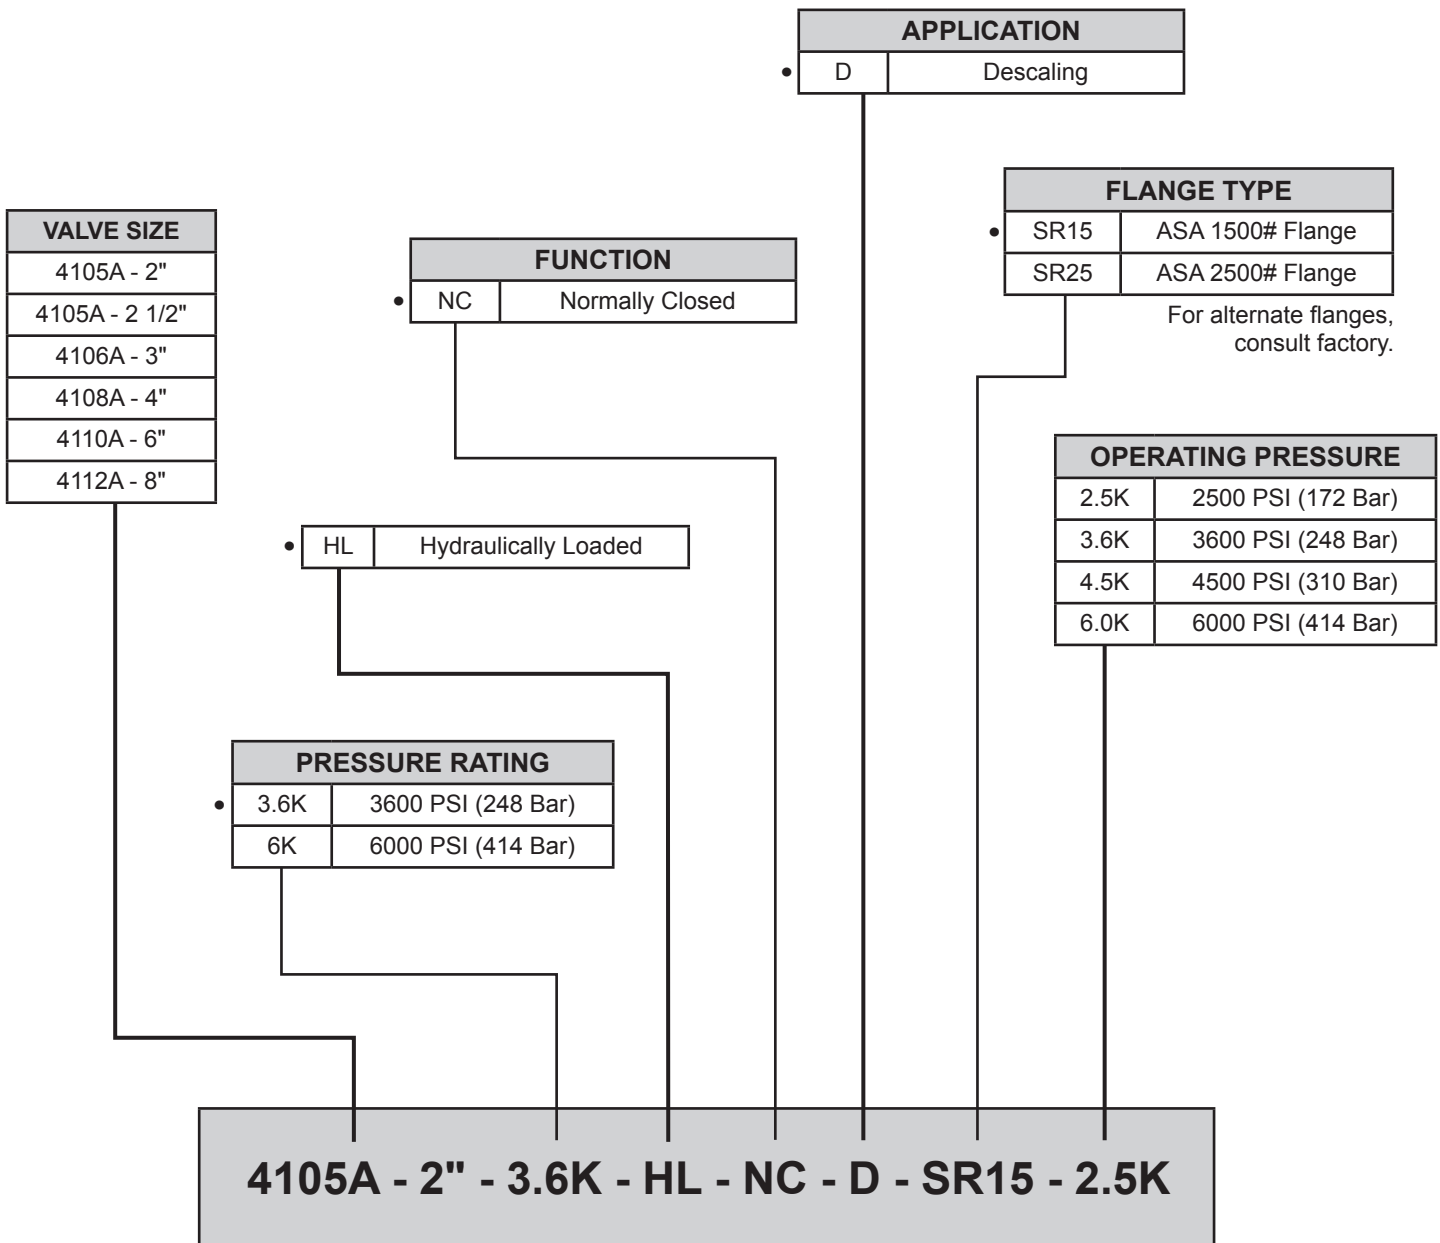 APPLICATION
• D Descaling
FLANGE TYPE
• SR15 ASA 1500# Flange
SR25 ASA 2500# Flange
For alternate flanges,
consult factory.
VALVE SIZE
4105A - 2"
4105A - 2 1/2"
4106A - 3"
4108A - 4"
4110A - 6"
4112A - 8"
FUNCTION
• NC Normally Closed
OPERATING PRESSURE
2.5K 2500 PSI (172 Bar)
3.6K 3600 PSI (248 Bar)
4.5K 4500 PSI (310 Bar)
6.0K 6000 PSI (414 Bar)
• HL Hydraulically Loaded
PRESSURE RATING
• 3.6K 3600 PSI (248 Bar)
6K 6000 PSI (414 Bar)
4105A - 2" - 3.6K - HL - NC - D - SR15 - 2.5K